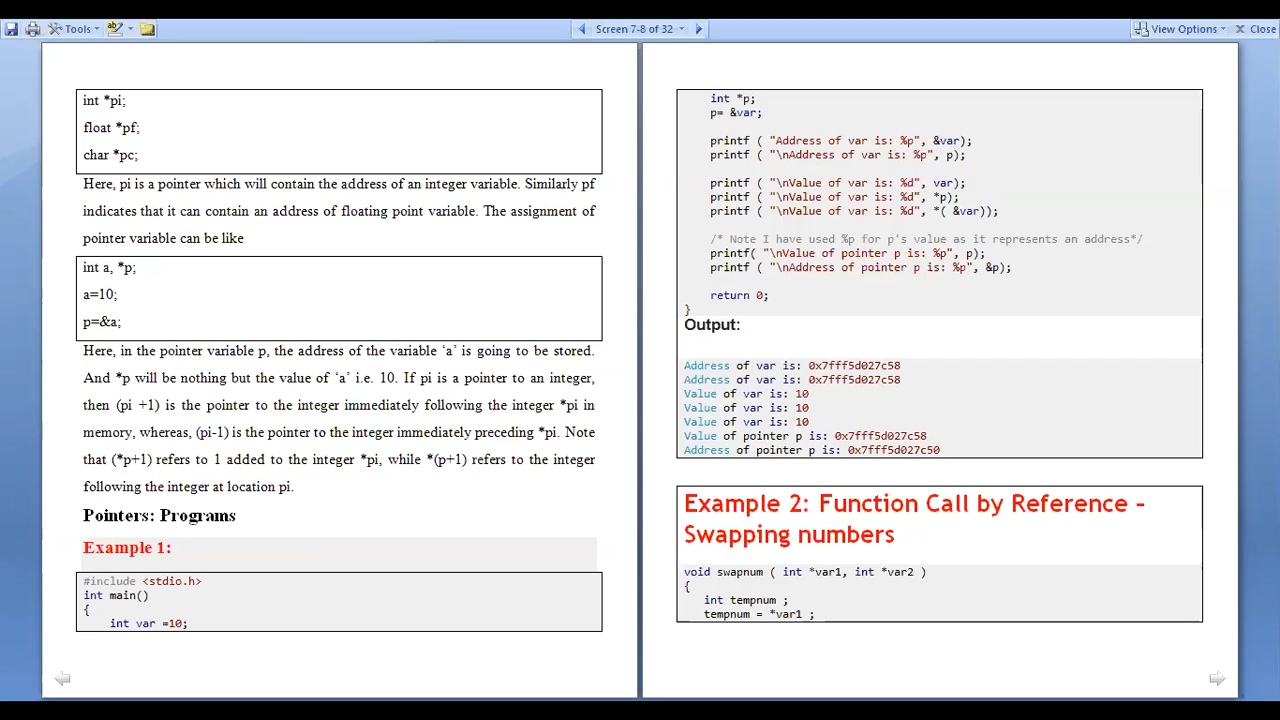 Tools
Screen 7-8 of 32
View Options
Close
int *pi;
float *pf;
char *pc;
Here, pi is a pointer which will contain the address of an integer variable. Similarly pf
indicates that it can contain an address of floating point variable. The assignment of
pointer variable can be like
int a, *p;
a=10;
p=&a;
Here, in the pointer variable p, the address of the variable ‘a’ is going to be stored.
And *p will be nothing but the value of ‘a’ i.e. 10. If pi is a pointer to an integer,
then (pi +1) is the pointer to the integer immediately following the integer *pi in
memory, whereas, (pi-1) is the pointer to the integer immediately preceding *pi. Note
that (*p+1) refers to 1 added to the integer *pi, while *(p+1) refers to the integer
following the integer at location pi.
Pointers: Programs
Example 1:
#include <stdio.h>
int main()
{
int var =10;
int *p;
p= &var;
printf ( "Address of var is: %p", &var);
printf ( "\nAddress of var is: %p", p);
printf ( "\nValue of var is: %d", var);
printf ( "\nValue of var is: %d", *p);
printf ( "\nValue of var is: %d", *( &var));
/* Note I have used %p for p's value as it represents an address*/
printf( "\nValue of pointer p is: %p", p);
printf ( "\nAddress of pointer p is: %p", &p);
return 0;
}
Output:
Address of var is: 0x7fff5d027c58
Address of var is: 0x7fff5d027c58
Value of var is: 10
Value of var is: 10
Value of var is: 10
Value of pointer p is: 0x7fff5d027c58
Address of pointer p is: 0x7fff5d027c50
Example 2: Function Call by Reference –
Swapping numbers
void swapnum ( int *var1, int *var2 )
{
int tempnum ;
tempnum = *var1 ;